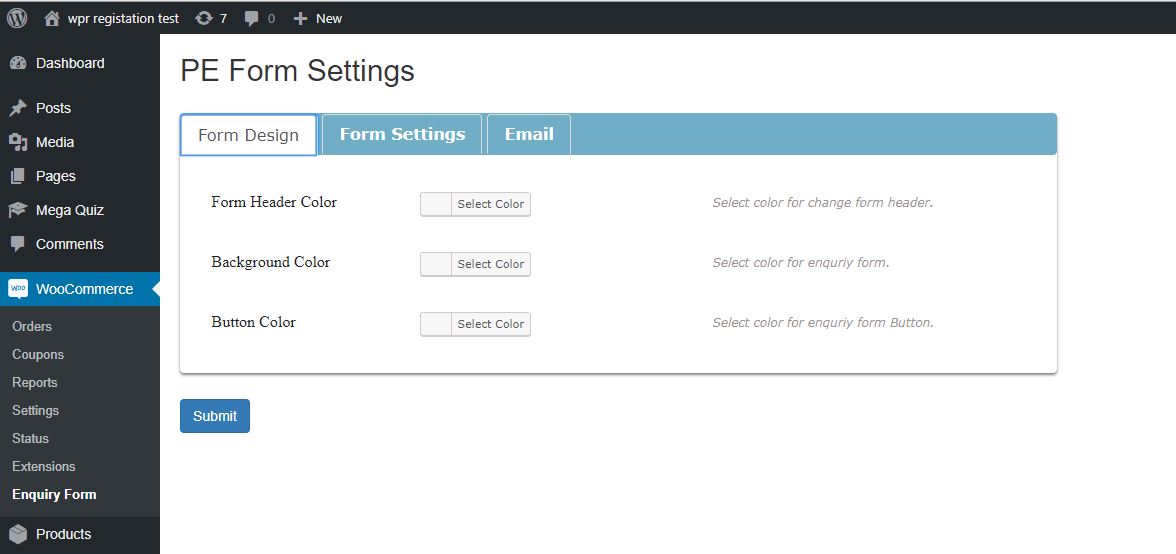 wpr registation test 7 0 New
Dashboard
Posts
Media
Pages
Mega Quiz
Comments
WOO WooCommerce
Orders
Coupons
Reports
Settings
Status
Extensions
Enquiry Form
Products
PE Form Settings
Form Design Form Settings Email
Form Header Color Select Color Select color for change form header.
Background Color Select Color Select color for enquriy form.
Button Color Select Color Select color for enquriy form Button.
Submit